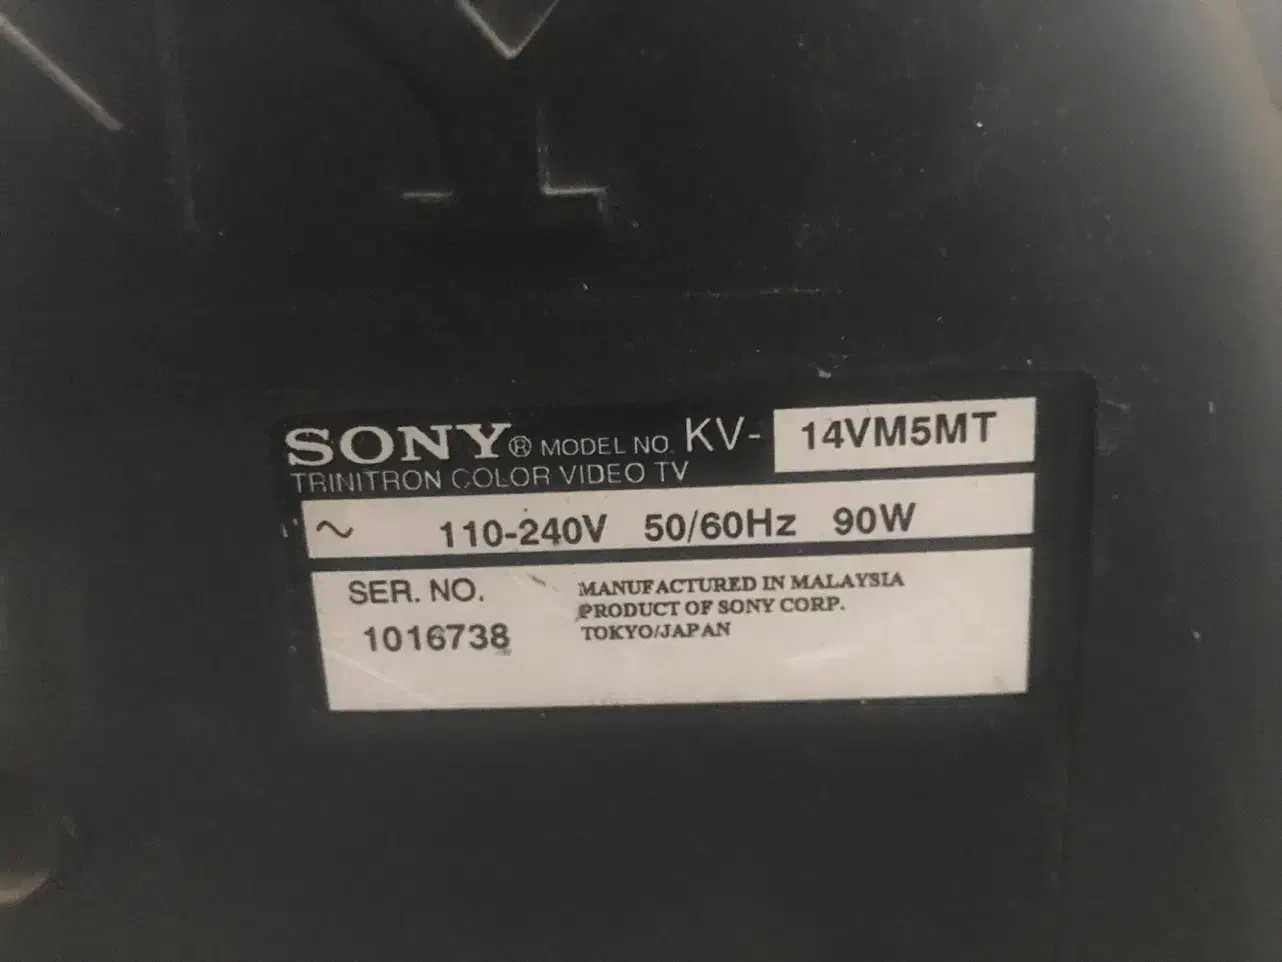 SONY® MODEL NO. KV- 14VM5MT
TRINITRON COLOR VIDEO TV
~ 110-240V 50/60Hz 90W
SER. NO.
1016738
MANUFACTURED IN MALAYSIA
PRODUCT OF SONY CORP.
TOKYO/JAPAN